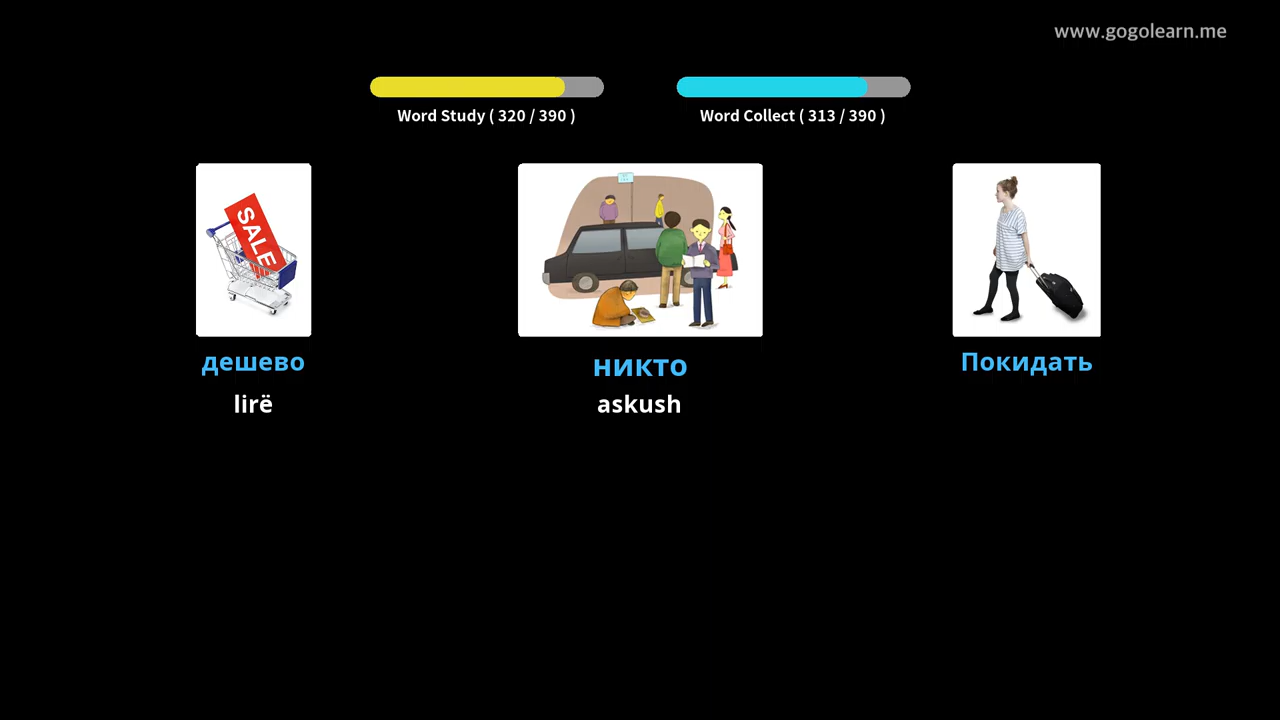 www.gogolearn.me
Word Study ( 320 / 390 )
Word Collect ( 313 / 390 )
SALE
дешево
никто
Покидать
lirë
askush